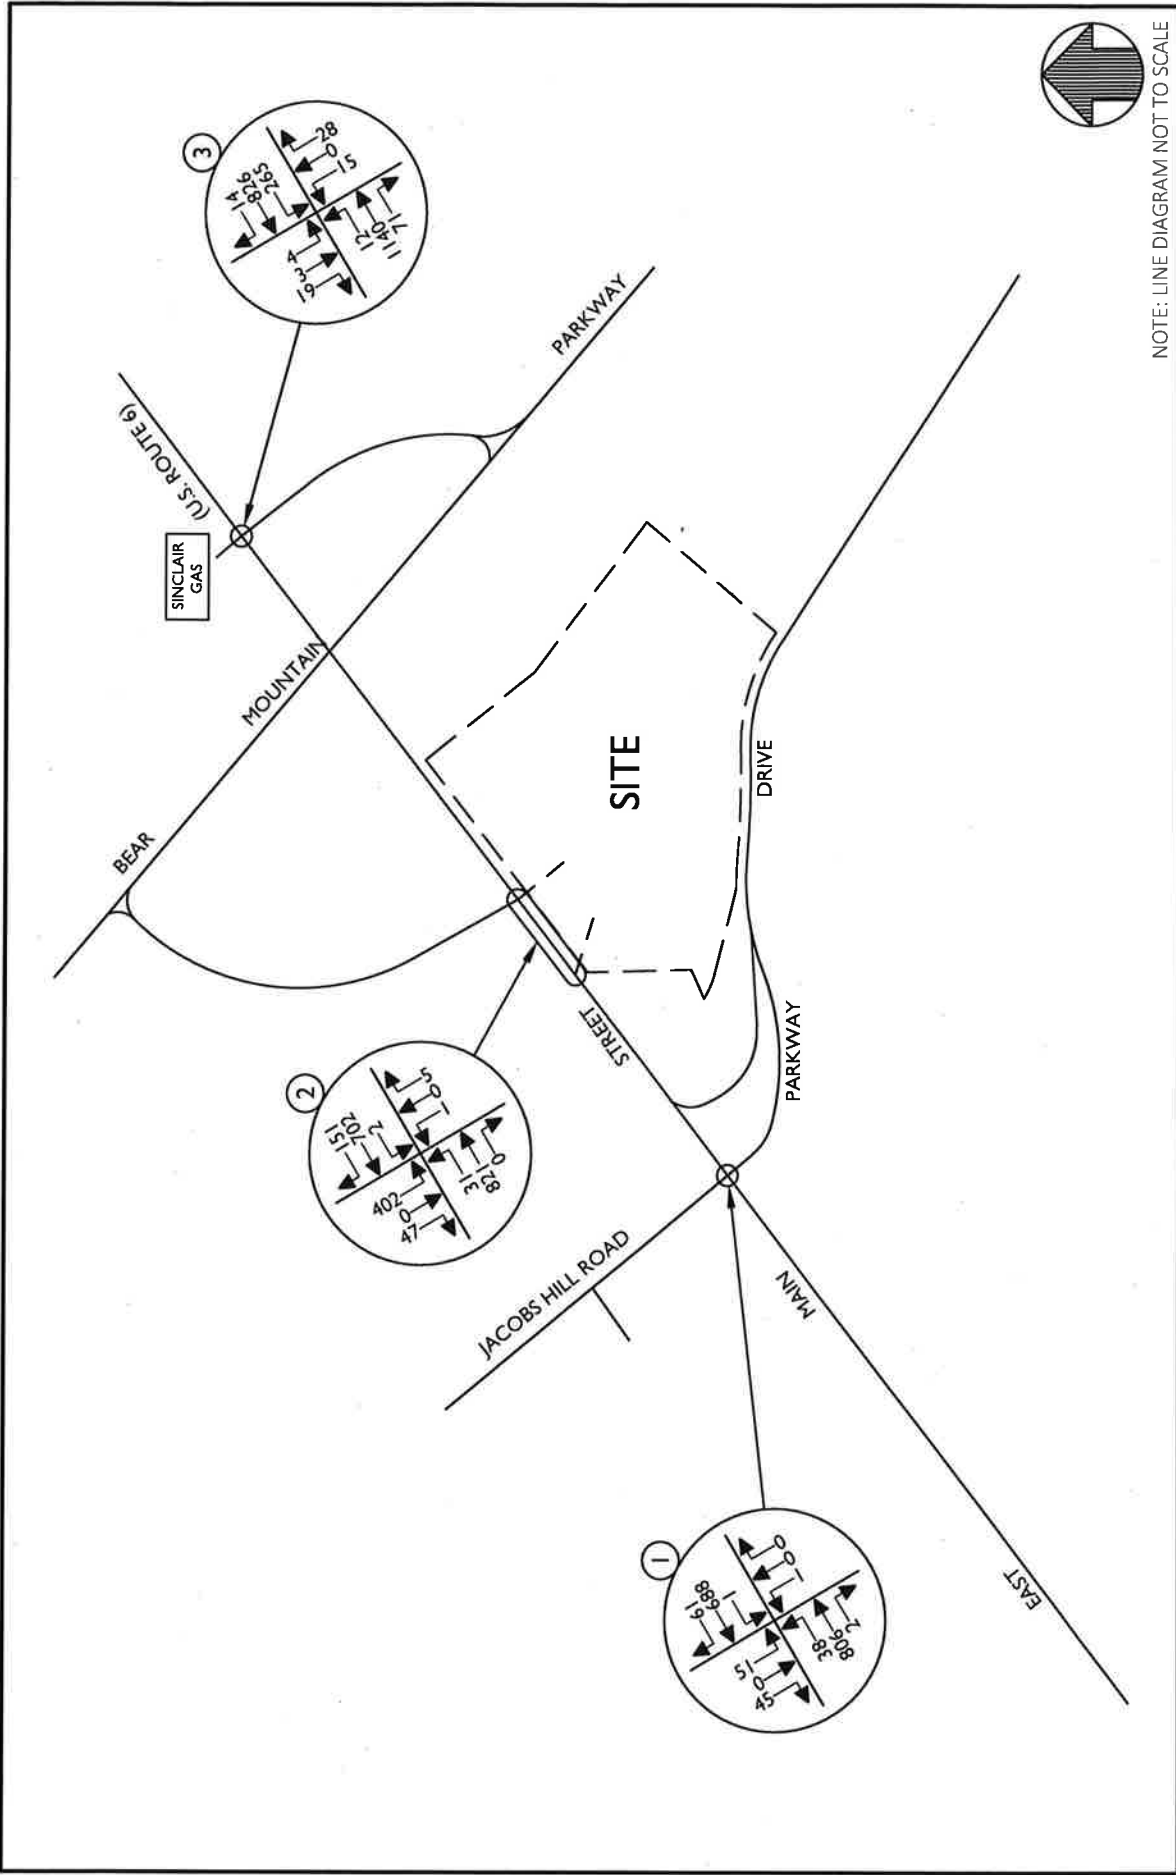 SINCLAIR
GAS
(U.S. ROUTE 6)
BEAR
MOUNTAIN
PARKWAY
STREET
MAIN
EAST
JACOBS HILL ROAD
SITE
PARKWAY
DRIVE
1
61
688
1
51
0
45
38
806
2
1
0
0
2
151
702
2
402
0
47
31
821
0
1
0
5
3
14
826
265
4
3
19
12
1140
71
15
0
28
NOTE: LINE DIAGRAM NOT TO SCALE